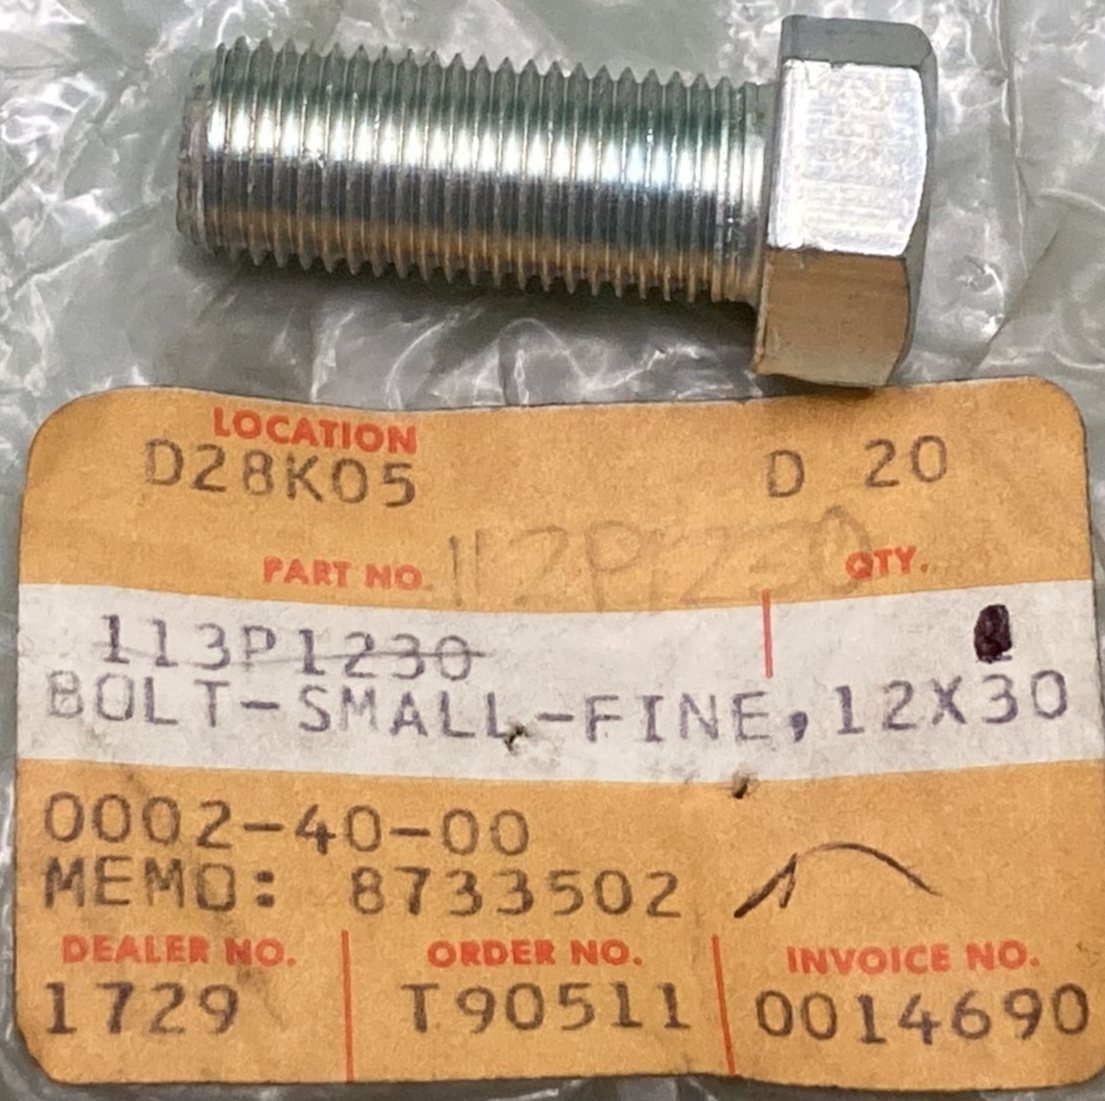 LOCATION
D28K05 D 20
PART NO. 112P1230 QTY.
113P1230
BOLT-SMALL-FINE,12X30
0002-40-00
MEMO: 8733502
DEALER NO. ORDER NO. INVOICE NO.
1729 T90511 0014690